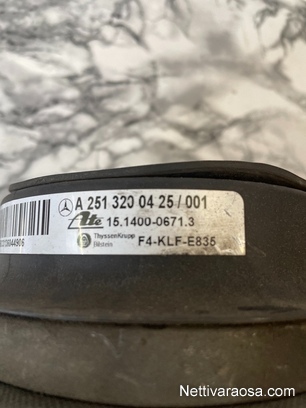 A 251 320 04 25 / 001
Ate 15.1400-0671.3
ThyssenKrupp
Bilstein
F4-KLF-E835
Nettivaraosa.com